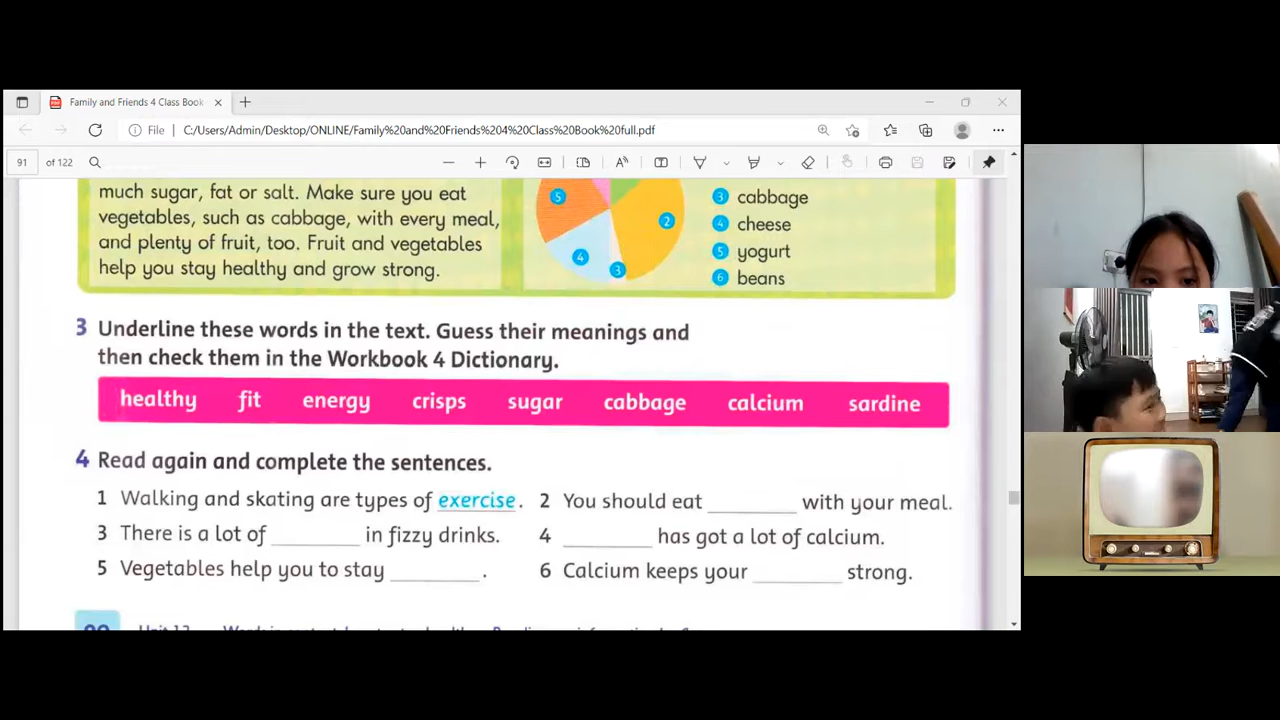 Family and Friends 4 Class Book
File C:/Users/Admin/Desktop/ONLINE/Family%20and%20Friends%204%20Class%20Book%20full.pdf
91 of 122
much sugar, fat or salt. Make sure you eat
vegetables, such as cabbage, with every meal,
and plenty of fruit, too. Fruit and vegetables
help you stay healthy and grow strong.
5
2
4
3
3 cabbage
4 cheese
5 yogurt
6 beans
3 Underline these words in the text. Guess their meanings and
then check them in the Workbook 4 Dictionary.
healthy fit energy crisps sugar cabbage calcium sardine
4 Read again and complete the sentences.
1 Walking and skating are types of exercise. 2 You should eat ________ with your meal.
3 There is a lot of ________ in fizzy drinks. 4 ________ has got a lot of calcium.
5 Vegetables help you to stay ________. 6 Calcium keeps your ________ strong.